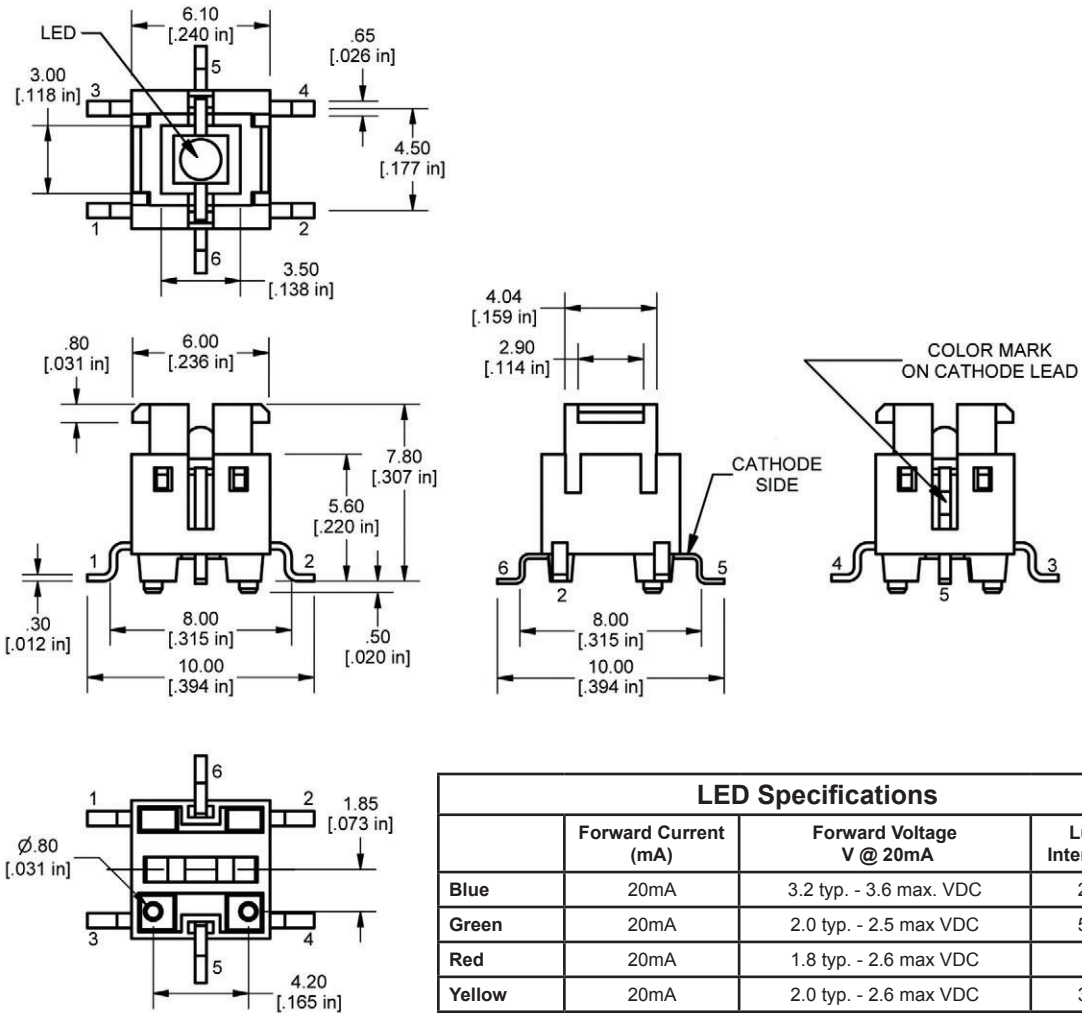 LED
6.10
[.240 in]
.65
[.026 in]
3.00
[.118 in]
3
5
4
4.50
[.177 in]
1
2
6
3.50
[.138 in]
.80
[.031 in]
6.00
[.236 in]
7.80
[.307 in]
5.60
[.220 in]
1
2
.30
[.012 in]
8.00
[.315 in]
.50
[.020 in]
10.00
[.394 in]
4.04
[.159 in]
2.90
[.114 in]
CATHODE
SIDE
6
2
5
8.00
[.315 in]
10.00
[.394 in]
COLOR MARK
ON CATHODE LEAD
4
5
3
6
1
2
1.85
[.073 in]
Ø.80
[.031 in]
3
4
5
4.20
[.165 in]
LED Specifications
Forward Current
(mA)
Forward Voltage
V @ 20mA
Blue 20mA 3.2 typ. - 3.6 max. VDC
Green 20mA 2.0 typ. - 2.5 max VDC
Red 20mA 1.8 typ. - 2.6 max VDC
Yellow 20mA 2.0 typ. - 2.6 max VDC